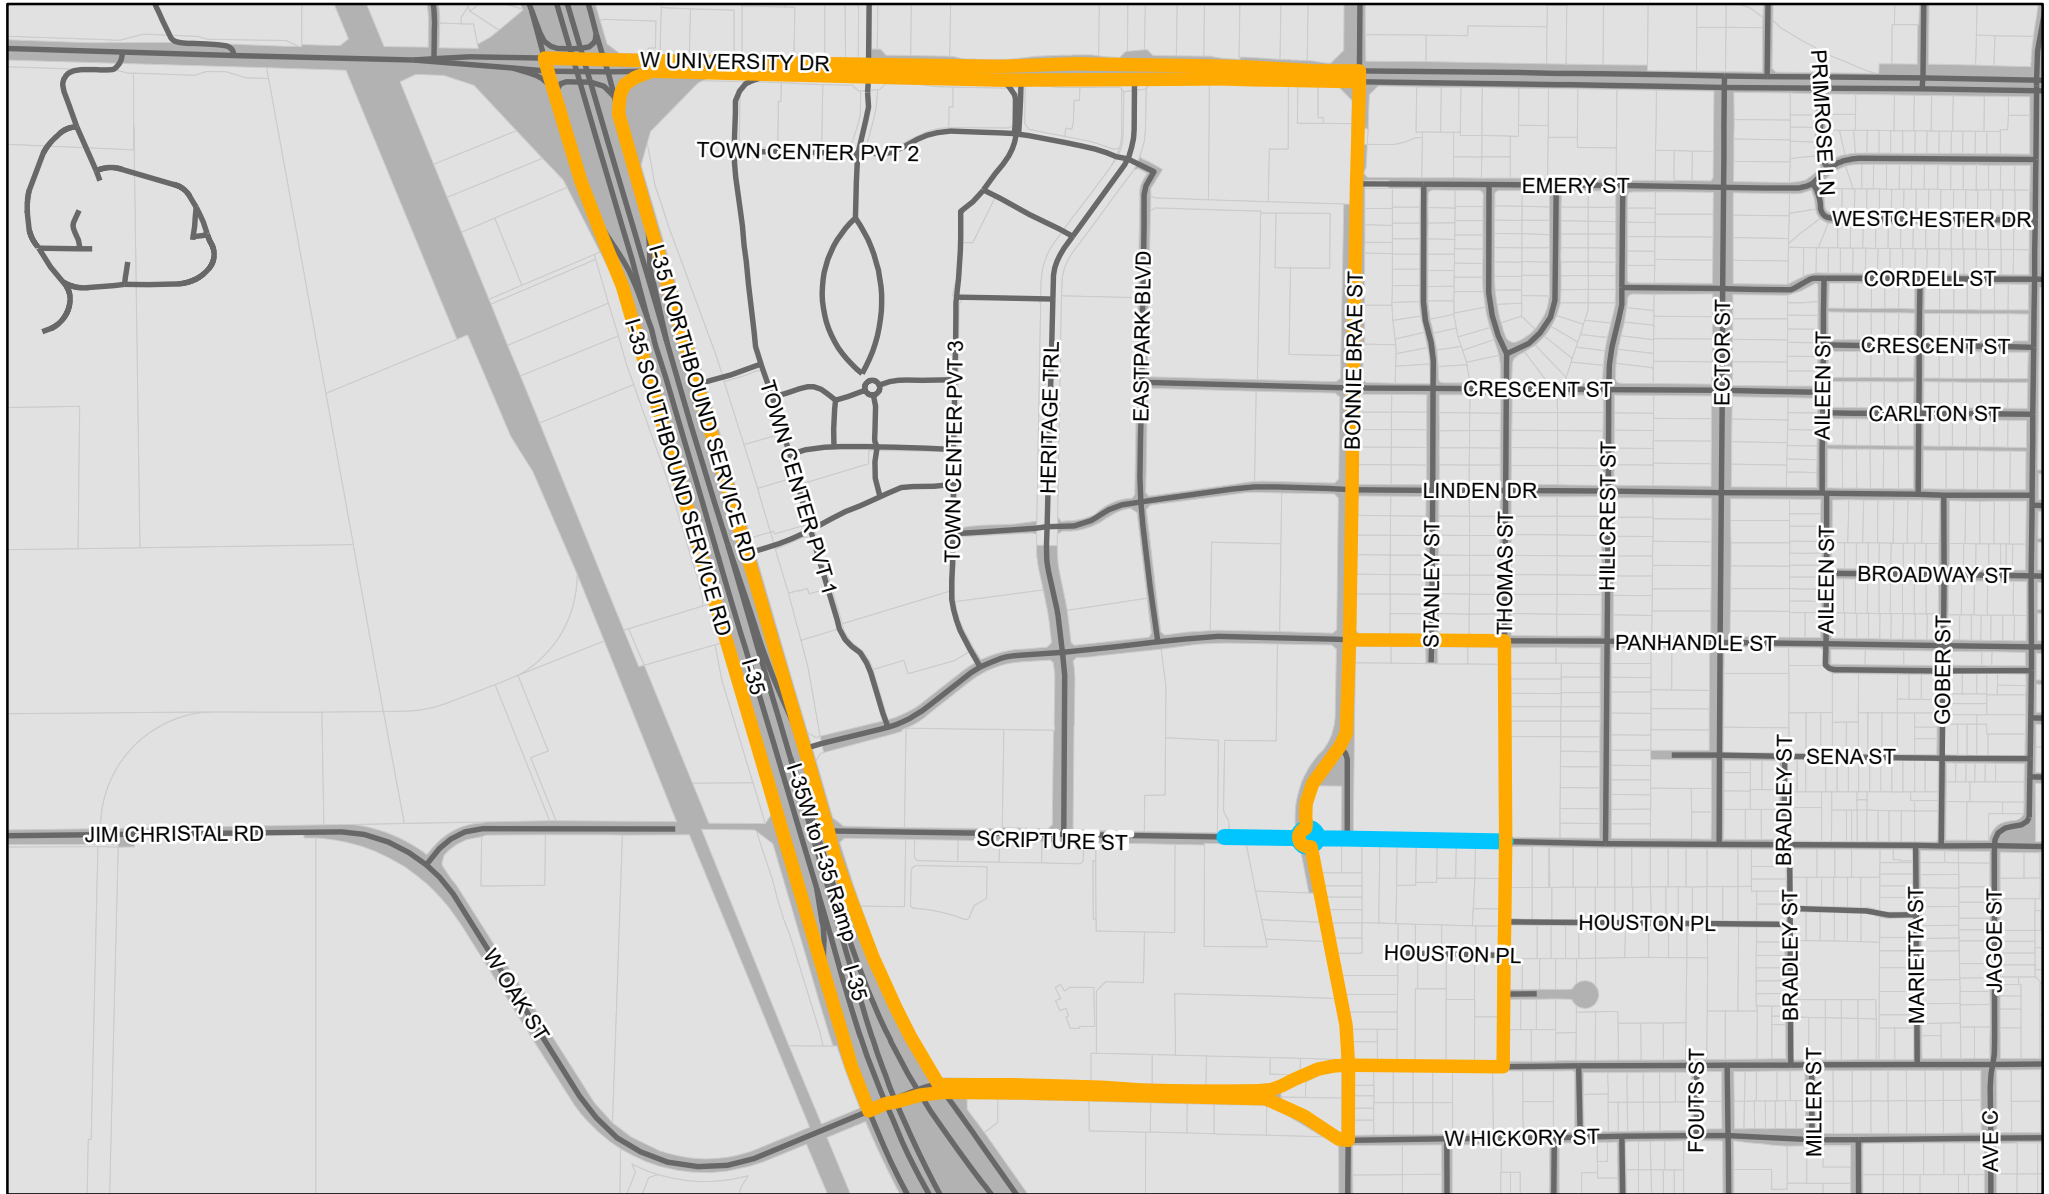 W UNIVERSITY DR
PRIMROSE LN
TOWN CENTER PVT 2
EMERY ST
WESTCHESTER DR
I-35 NORTHBOUND SERVICE RD
I-35 SOUTHBOUND SERVICE RD
EASTPARK BLVD
BONNIE BRAE ST
CORDELL ST
ECTOR ST
AILEEN ST
CRESCENT ST
TOWN CENTER PVT 3
HERITAGE TRL
TOWN CENTER PVT 1
CRESCENT ST
CARLTON ST
HILLCREST ST
LINDEN DR
STANLEY ST
THOMAS ST
AILEEN ST
BROADWAY ST
GOBER ST
PANHANDLE ST
I-35
SENA ST
BRADLEY ST
I-35W to I-35 Ramp
JIM CHRISTAL RD
SCRIPTURE ST
W OAK ST
HOUSTON PL
HOUSTON PL
BRADLEY ST
MARIETTA ST
JAGOE ST
I-35
FOUTS ST
MILLER ST
W HICKORY ST
AVE C